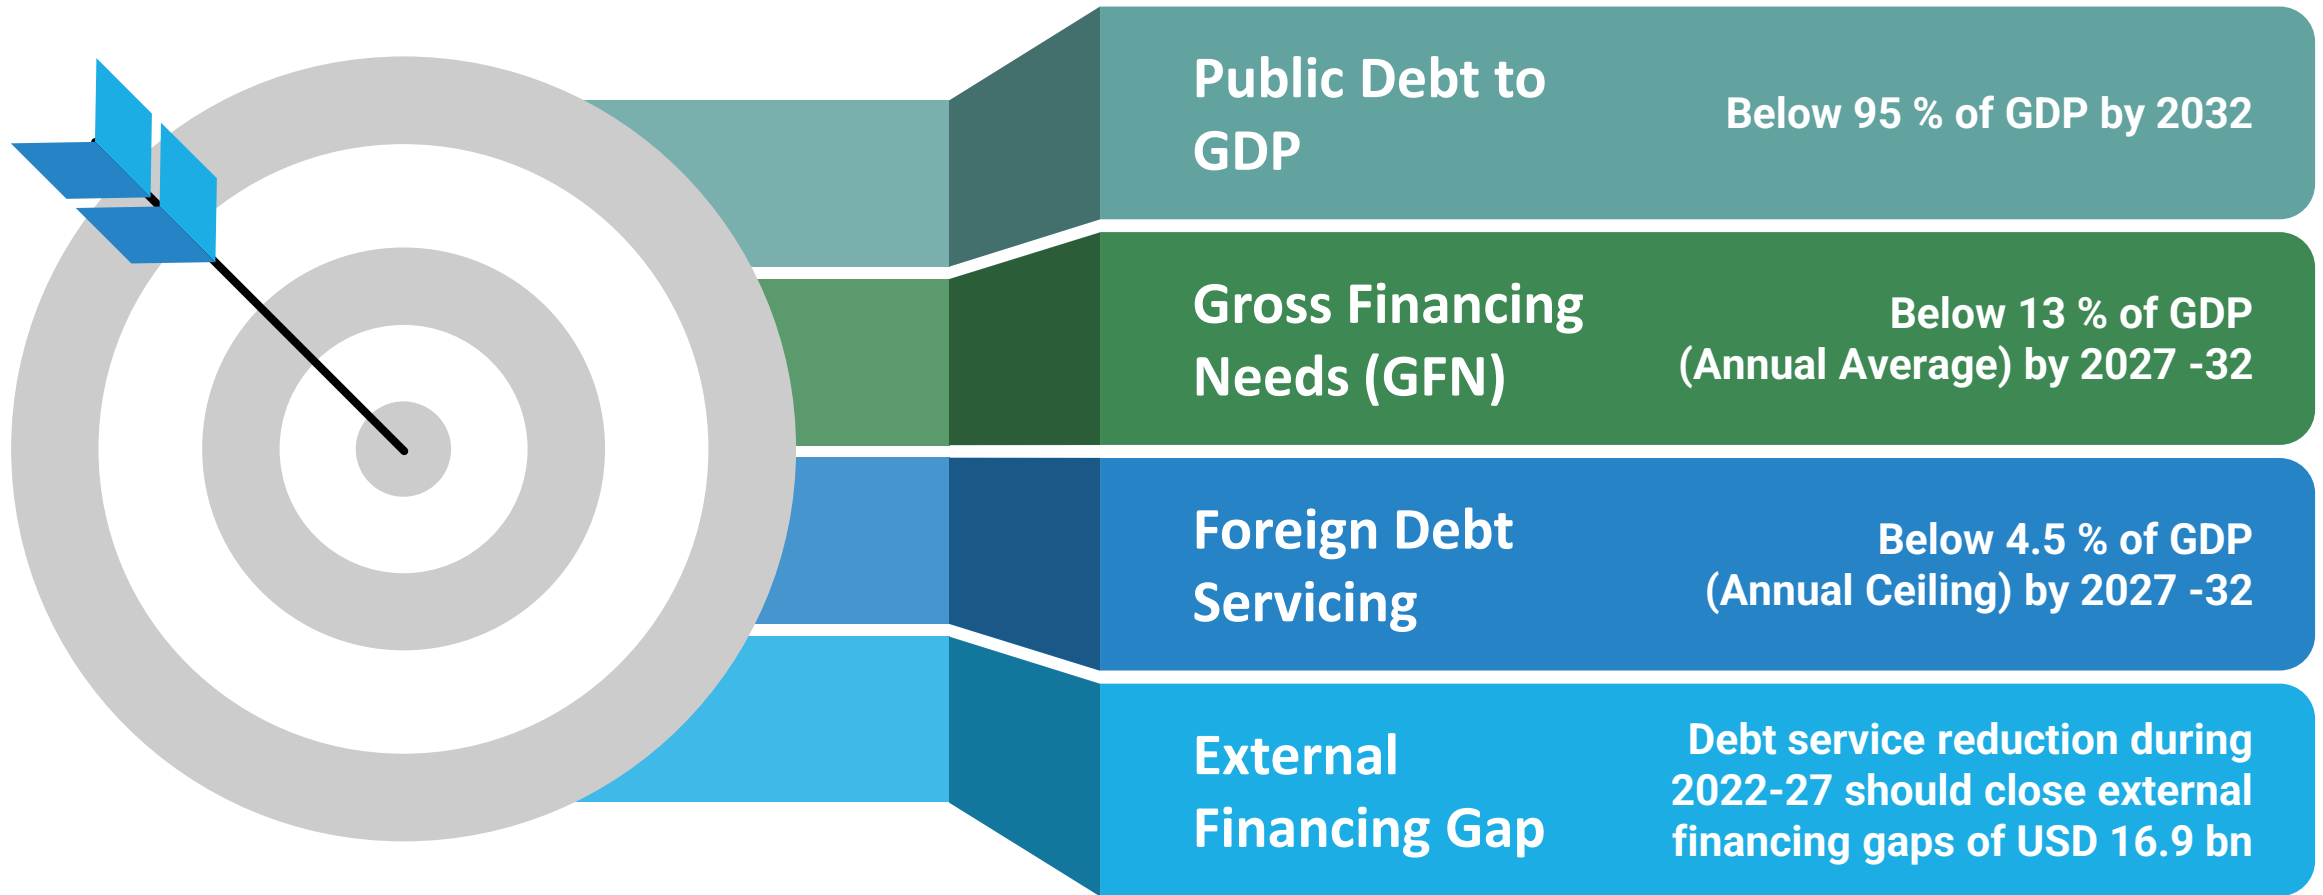 Public Debt to
GDP
Below 95 % of GDP by 2032
Gross Financing
Needs (GFN)
Below 13 % of GDP
(Annual Average) by 2027 -32
Foreign Debt
Servicing
Below 4.5 % of GDP
(Annual Ceiling) by 2027 -32
External
Financing Gap
Debt service reduction during
2022-27 should close external
financing gaps of USD 16.9 bn